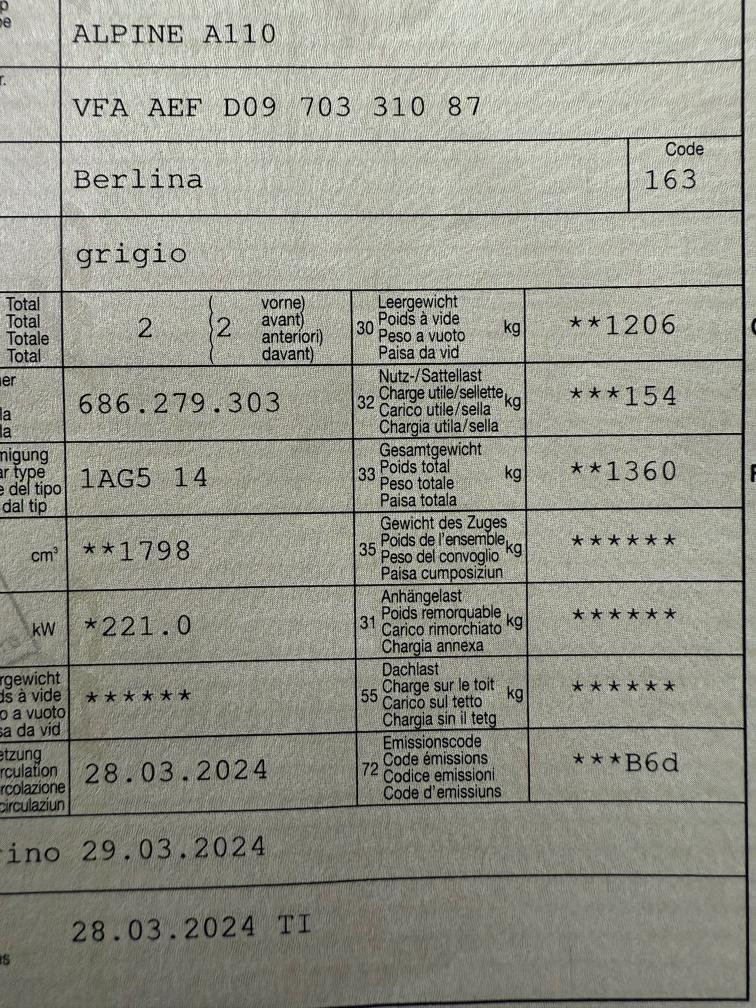 ALPINE A110
VFA AEF D09 703 310 87
Berlina
Code
163
grigio
Total
Total
Totale
Total
2 ( 2
vorne)
avant)
anteriori)
davant)
30
Leergewicht
Poids à vide
Peso a vuoto
Paisa da vid
kg
**1206
686.279.303
32
Nutz-/Sattellast
Charge utile/sellette
Carico utile/sella
Chargia utila/sella
kg
***154
1AG5 14
33
Gesamtgewicht
Poids total
Peso totale
Paisa totala
kg
**1360
cm³
**1798
35
Gewicht des Zuges
Poids de l'ensemble
Peso del convoglio
Paisa cumposiziun
kg
******
kW
*221.0
31
Anhängelast
Poids remorquable
Carico rimorchiato
Chargia annexa
kg
******
******
55
Dachlast
Charge sur le toit
Carico sul tetto
Chargia sin il tetg
kg
******
28.03.2024
72
Emissionscode
Code émissions
Codice emissioni
Code d'emissiuns
***B6d
29.03.2024
28.03.2024 TI